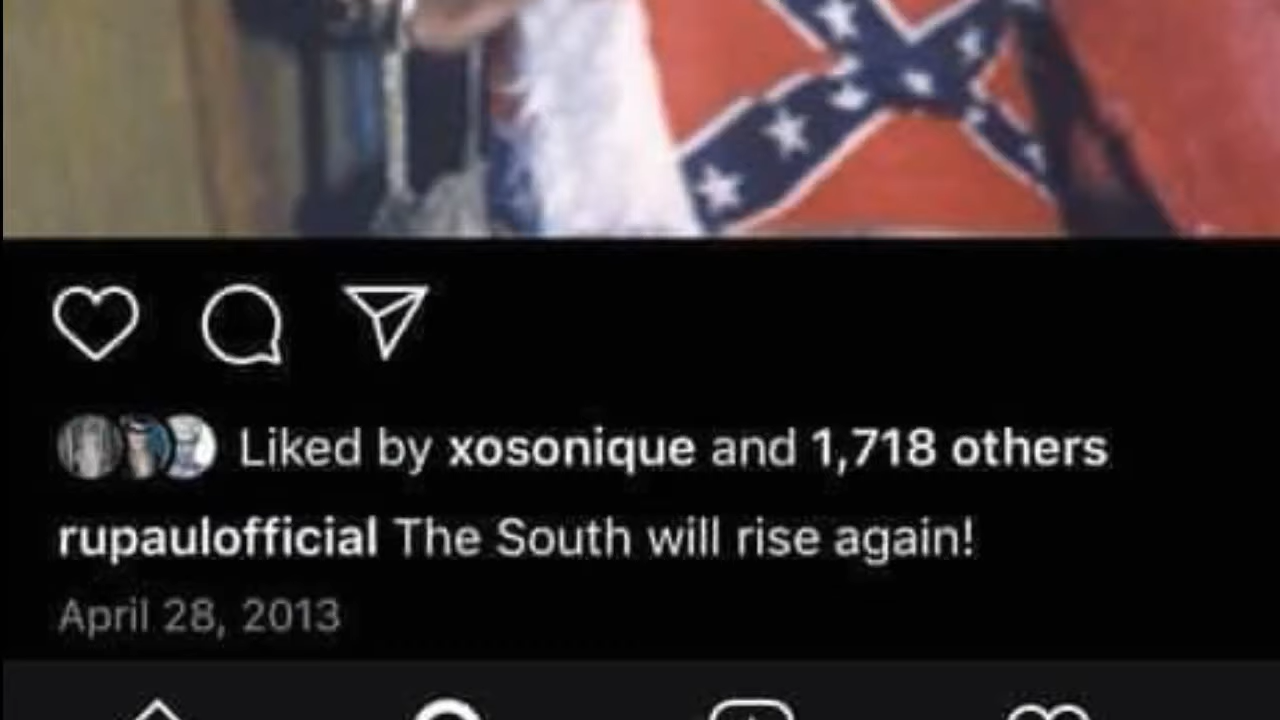 Liked by xosonique and 1,718 others
rupaulofficial The South will rise again!
April 28, 2013